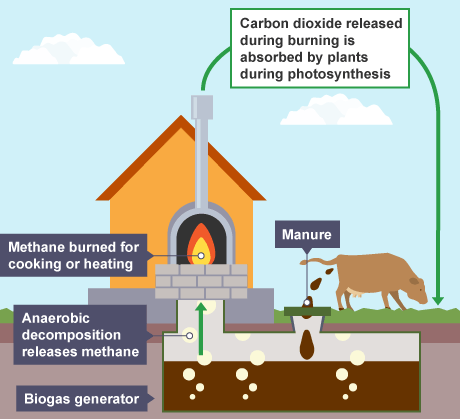 Carbon dioxide released
during burning is
absorbed by plants
during photosynthesis
Methane burned for
cooking or heating
Manure
Anaerobic
decomposition
releases methane
Biogas generator